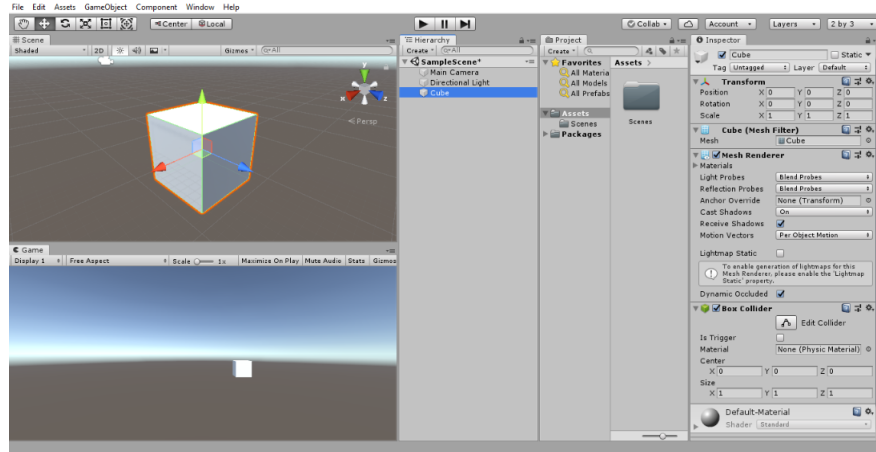 File Edit Assets GameObject Component Window Help
Center Local Collab Account Layers 2 by 3
Scene
Shaded 2D Gizmos All
y
x z
Persp
Game
Display 1 Free Aspect Scale 1x Maximize On Play Mute Audio Stats Gizmos
Hierarchy
Create All
SampleScene*
Main Camera
Directional Light
Cube
Project
Create
Favorites
All Materia
All Models
All Prefabs
Assets
Scenes
Packages
Assets
Scenes
Inspector
Cube Static
Tag Untagged Layer Default
Transform
Position X 0 Y 0 Z 0
Rotation X 0 Y 0 Z 0
Scale X 1 Y 1 Z 1
Cube (Mesh Filter)
Mesh Cube
Mesh Renderer
Materials
Light Probes Blend Probes
Reflection Probes Blend Probes
Anchor Override None (Transform)
Cast Shadows On
Receive Shadows
Motion Vectors Per Object Motion
Lightmap Static
To enable generation of lightmaps for this
Mesh Renderer, please enable the 'Lightmap
Static' property.
Dynamic Occluded
Box Collider
Edit Collider
Is Trigger
Material None (Physic Material)
Center
X 0 Y 0 Z 0
Size
X 1 Y 1 Z 1
Default-Material
Shader Standard